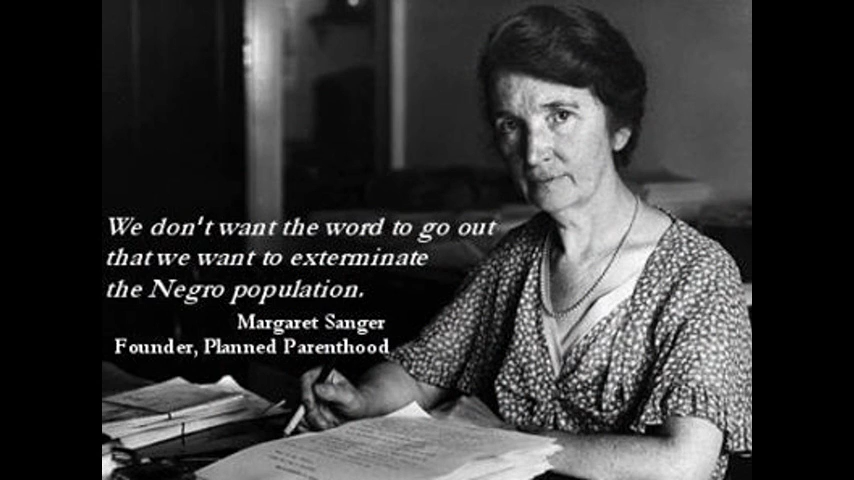 We don't want the word to go out
that we want to exterminate
the Negro population.
Margaret Sanger
Founder, Planned Parenthood